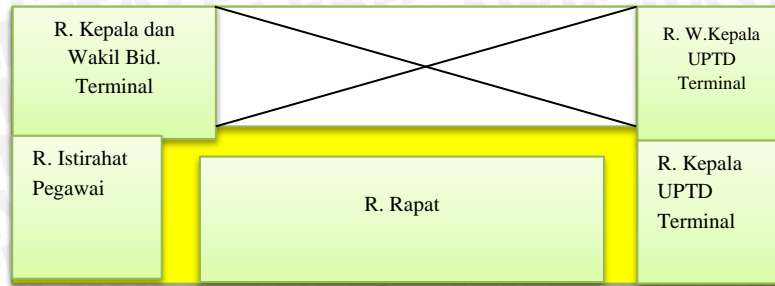 R. Kepala dan
Wakil Bid.
Terminal
R. W.Kepala
UPTD
Terminal
R. Istirahat
Pegawai
R. Rapat
R. Kepala
UPTD
Terminal